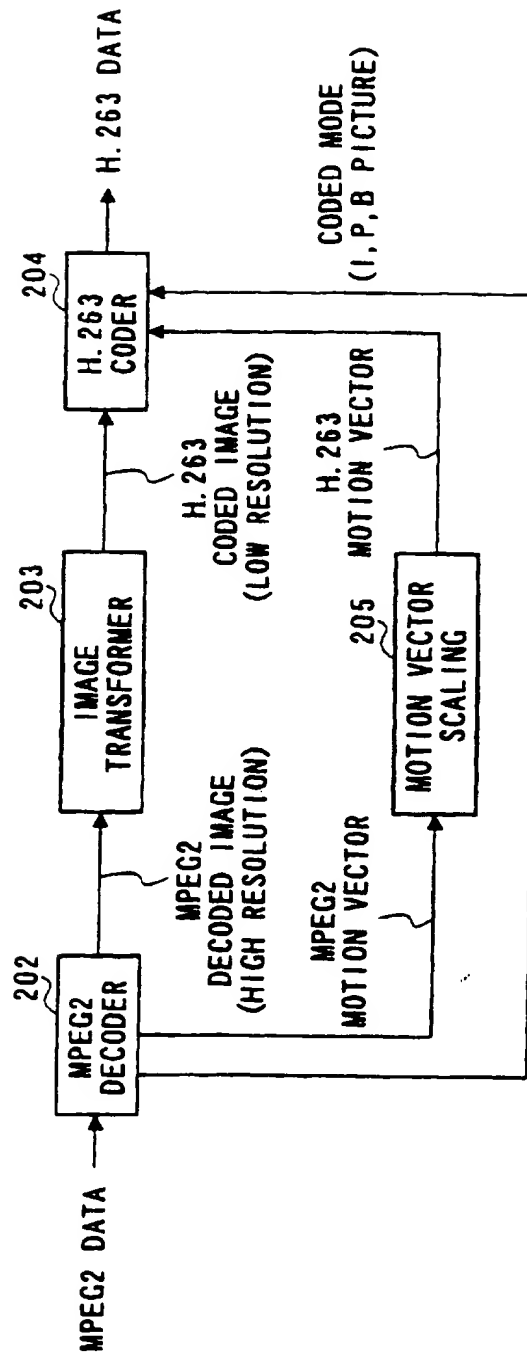 MPEG2 DATA
202
MPEG2
DECODER
MPEG2
DECODED IMAGE
(HIGH RESOLUTION)
203
IMAGE
TRANSFORMER
H.263
CODED IMAGE
(LOW RESOLUTION)
204
H.263
CODER
H.263 DATA
MPEG2
MOTION VECTOR
205
MOTION VECTOR
SCALING
H.263
MOTION VECTOR
CODED MODE
(I,P,B PICTURE)